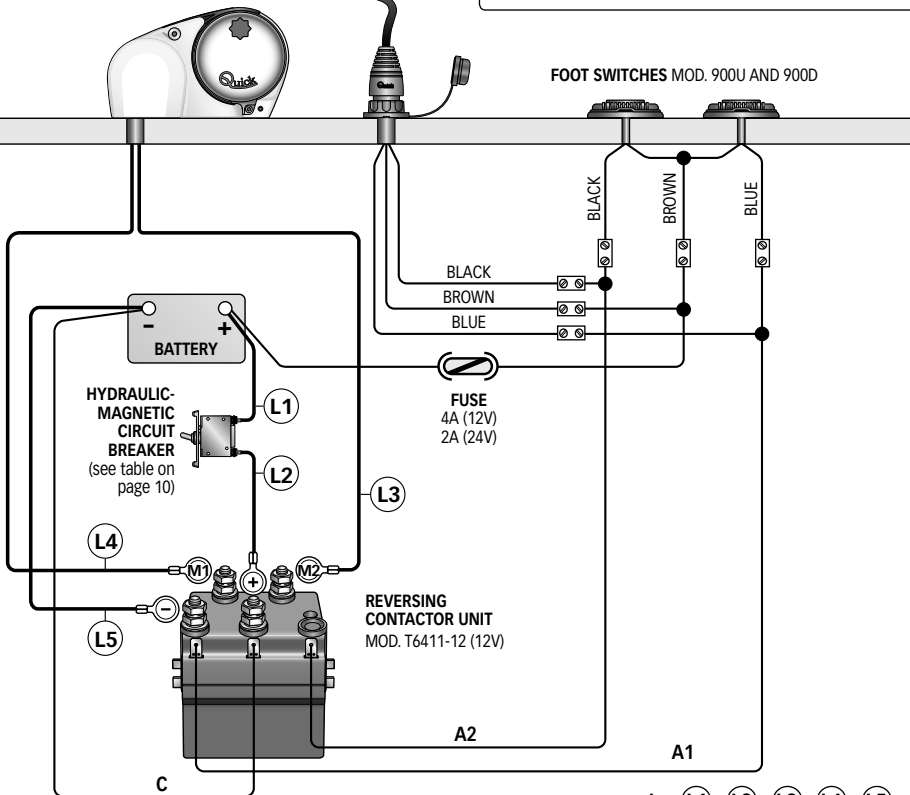 Quick
Quick
FOOT SWITCHES MOD. 900U AND 900D
BLACK
BROWN
BLUE
BLACK
BROWN
BLUE
- +
BATTERY
FUSE
4A (12V)
2A (24V)
HYDRAULIC-
MAGNETIC
CIRCUIT
BREAKER
(see table on
page 10)
L1
L2
L3
L4
L5
M1
+
M2
-
REVERSING
CONTACTOR UNIT
MOD. T6411-12 (12V)
A2
A1
C